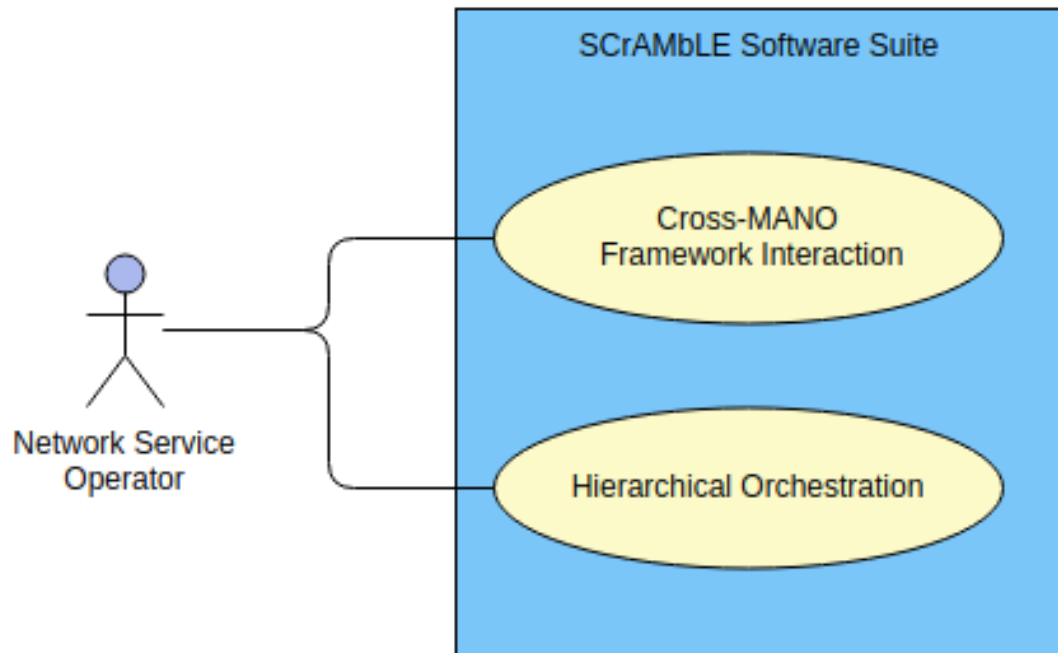 SCrAMbLE Software Suite
Cross-MANO
Framework Interaction
Network Service
Operator
Hierarchical Orchestration